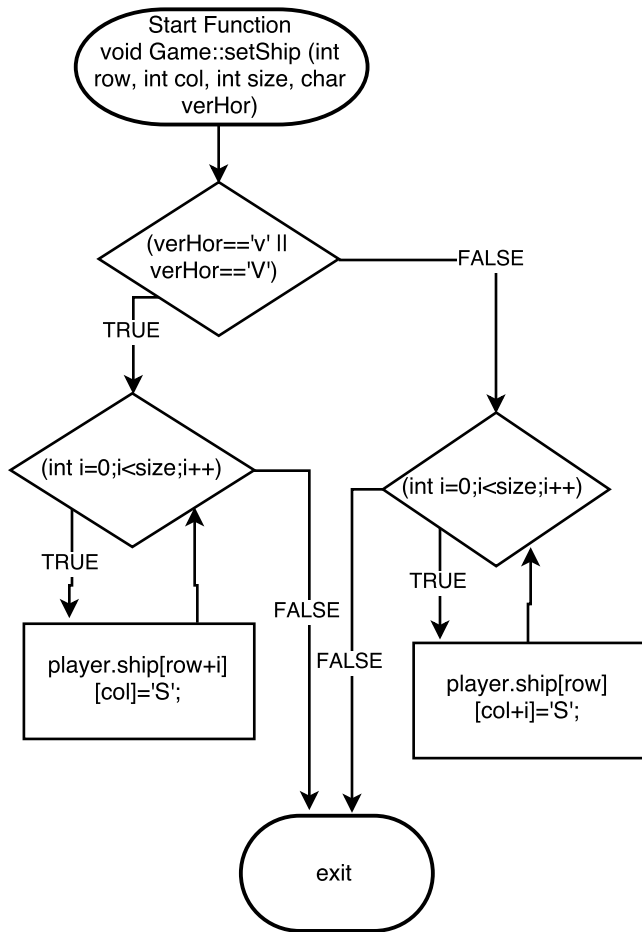 Start Function
void Game::setShip (int
row, int col, int size, char
verHor)
(verHor=='v' ||
verHor=='V')
FALSE
TRUE
(int i=0;i<size;i++)
(int i=0;i<size;i++)
TRUE
TRUE
FALSE
FALSE
player.ship[row+i]
[col]='S';
player.ship[row]
[col+i]='S';
exit